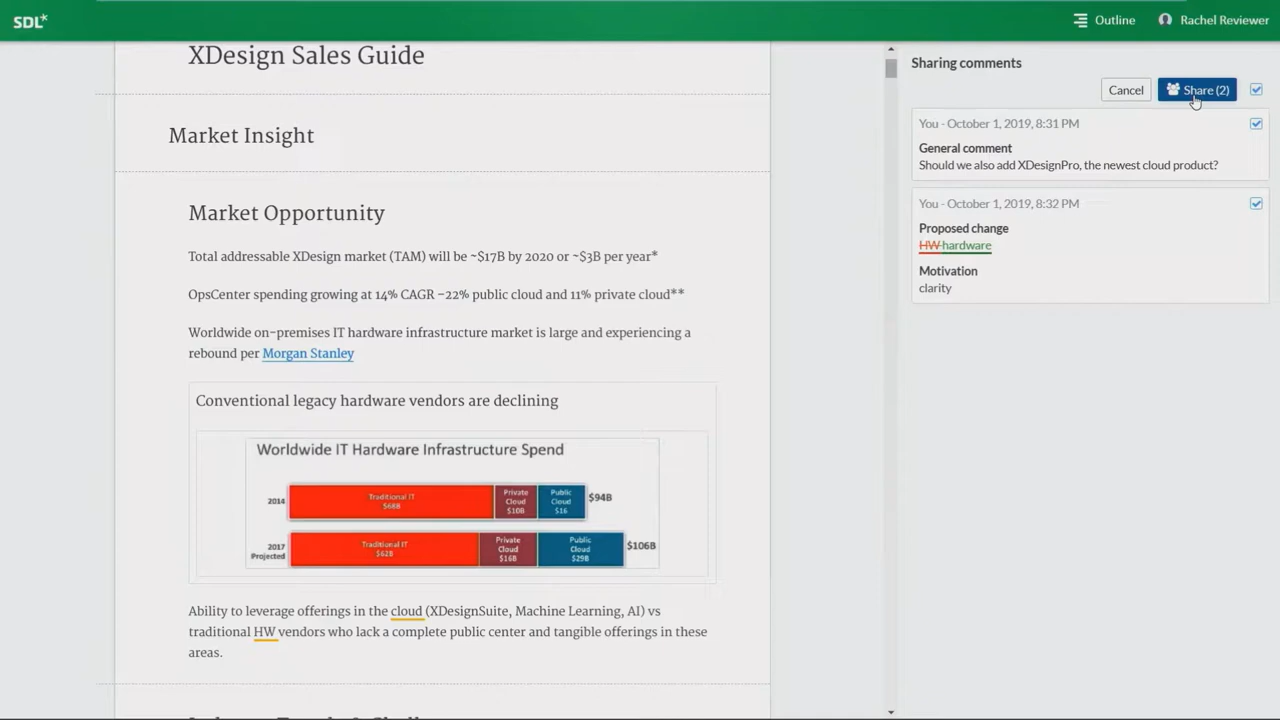 SDL*
Outline
Rachel Reviewer
XDesign Sales Guide
Market Insight
Market Opportunity
Total addressable XDesign market (TAM) will be ~$17B by 2020 or ~$3B per year*
OpsCenter spending growing at 14% CAGR –22% public cloud and 11% private cloud**
Worldwide on-premises IT hardware infrastructure market is large and experiencing a
rebound per Morgan Stanley
Conventional legacy hardware vendors are declining
Worldwide IT Hardware Infrastructure Spend
2014
Traditional IT
$68B
Private
Cloud
$10B
Public
Cloud
$16
$94B
2017
Projected
Traditional IT
$62B
Private
Cloud
$16B
Public
Cloud
$29B
$106B
Ability to leverage offerings in the cloud (XDesignSuite, Machine Learning, AI) vs
traditional HW vendors who lack a complete public center and tangible offerings in these
areas.
Sharing comments
Cancel
Share (2)
You - October 1, 2019, 8:31 PM
General comment
Should we also add XDesignPro, the newest cloud product?
You - October 1, 2019, 8:32 PM
Proposed change
HW hardware
Motivation
clarity